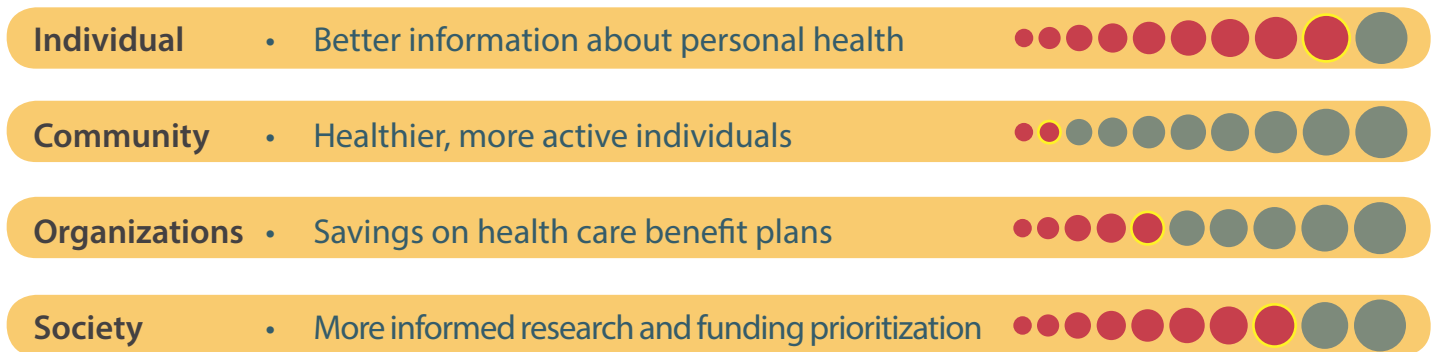 Individual • Better information about personal health
Community • Healthier, more active individuals
Organizations • Savings on health care benefit plans
Society • More informed research and funding prioritization